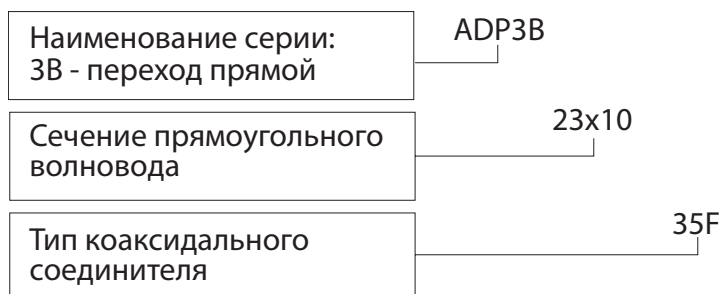 Наименование серии:
3В - переход прямой
ADP3B
Сечение прямоугольного
волновода
23x10
Тип коаксидального
соединителя
35F